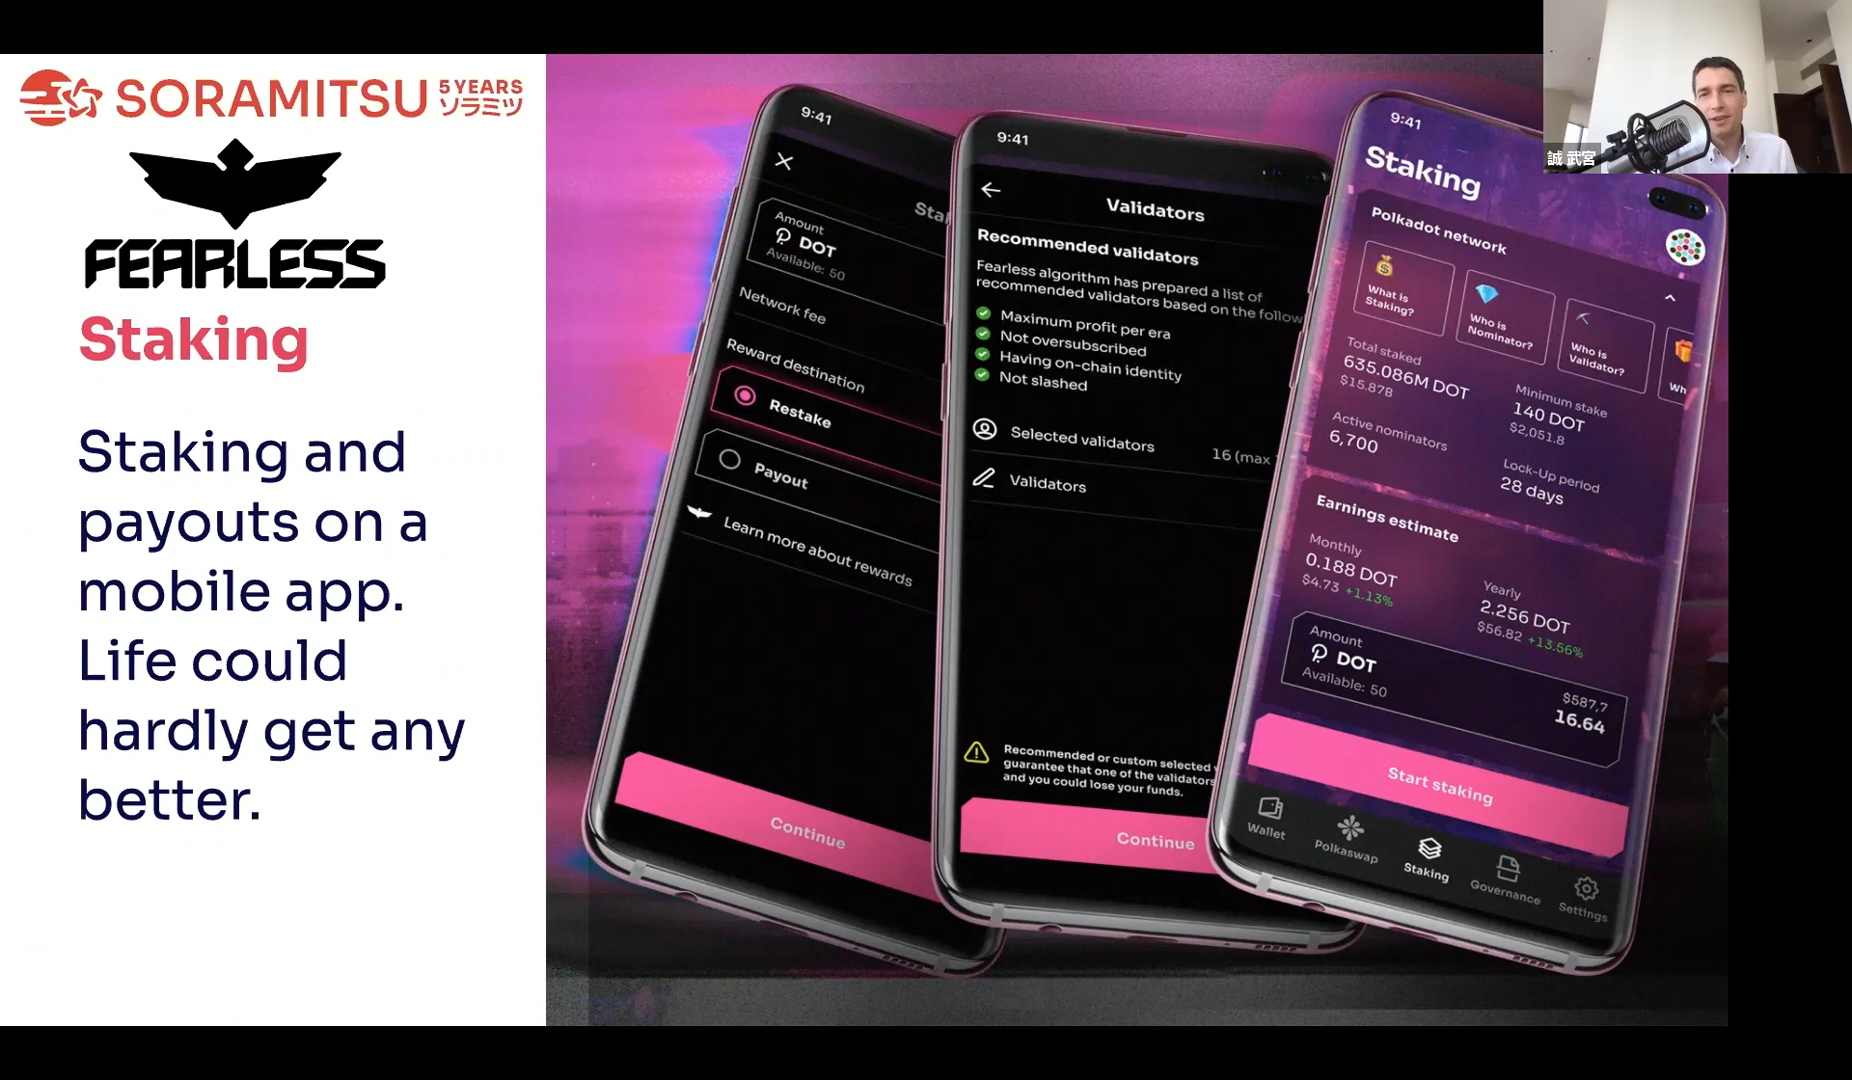 SORAMITSU
5 YEARS
ソラミツ
FEARLESS
Staking
Staking and
payouts on a
mobile app.
Life could
hardly get any
better.
9:41
Amount
DOT
Available: 50
Network fee
Reward destination
Restake
Payout
Learn more about rewards
Continue
9:41
Validators
Recommended validators
Fearless algorithm has prepared a list of
recommended validators based on the follow
Maximum profit per era
Not oversubscribed
Having on-chain identity
Not slashed
Selected validators
16 (max
Validators
Recommended or custom selected
guarantee that one of the validators
and you could lose your funds.
Continue
9:41
Staking
Polkadot network
What is
Staking?
Who is
Nominator?
Who is
Validator?
Wh
Total staked
635.086M DOT
$15.87B
Minimum stake
140 DOT
$2,051.8
Active nominators
6,700
Lock-Up period
28 days
Earnings estimate
Monthly
0.188 DOT
$4.73 +1.13%
Yearly
2.256 DOT
$56.82 +13.56%
Amount
DOT
Available: 50
$587,7
16.64
Start staking
Wallet
Polkaswap
Staking
Governance
Settings
誠 武宮